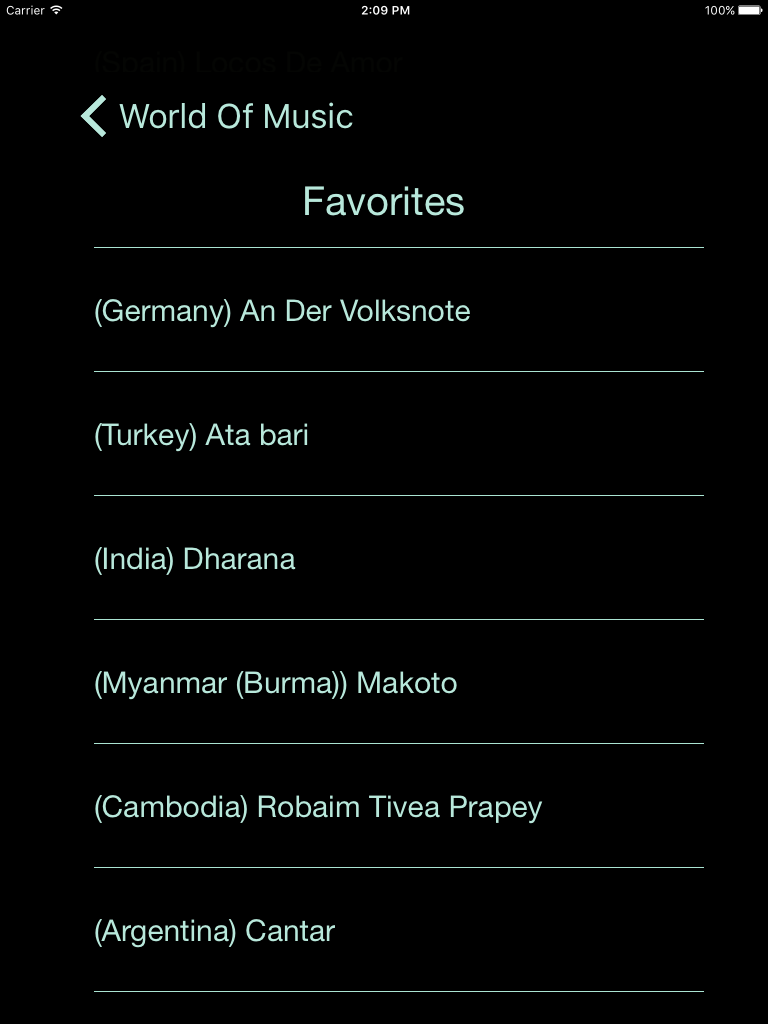 Carrier 2:09 PM 100%
(Spain) Locos De Amor
World Of Music
Favorites
(Germany) An Der Volksnote
(Turkey) Ata bari
(India) Dharana
(Myanmar (Burma)) Makoto
(Cambodia) Robaim Tivea Prapey
(Argentina) Cantar